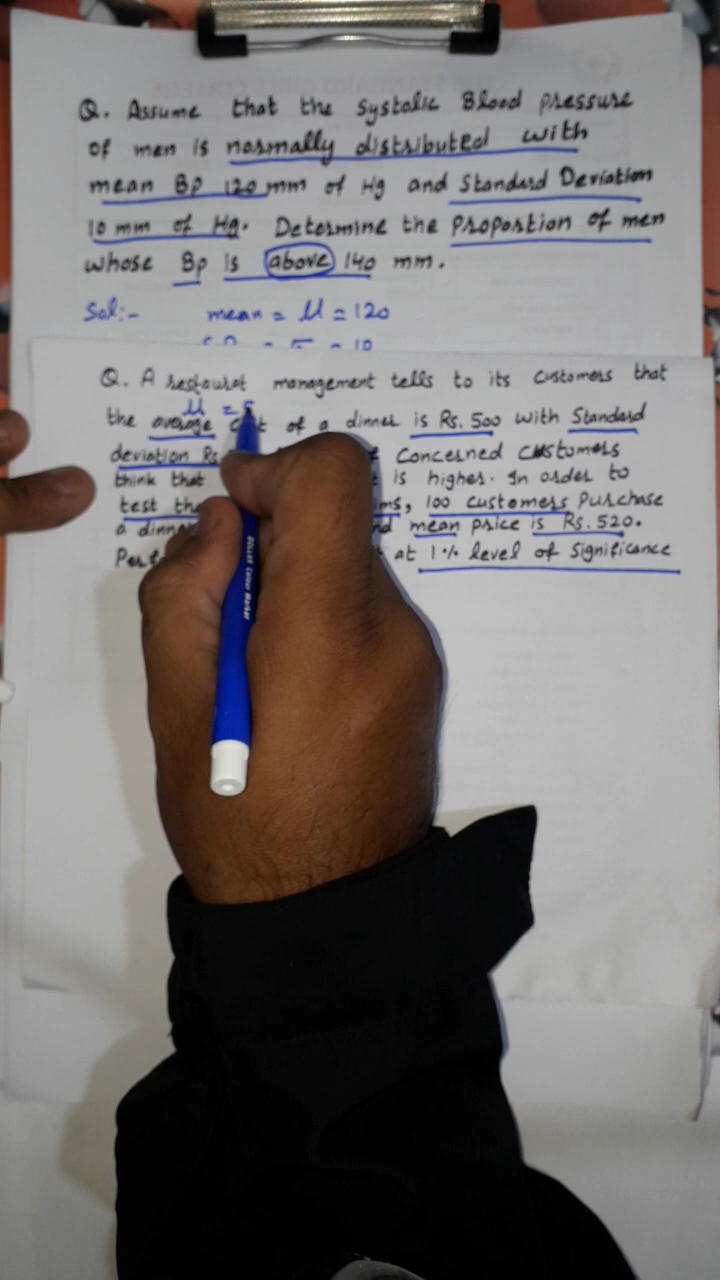 Q. Assume that the Systolic Blood pressure
of men is normally distributed with
mean Bp 120 mm of Hg and Standard Deviation
10 mm of Hg. Determine the proportion of men
whose Bp is above 140 mm.
Sol:- mean = μ = 120
Q. A restaurat management tells to its customers that
μ =
the average of a dinner is Rs. 500 with Standard
deviation Rs Concerned customers
think that is higher. In order to
test the ms, 100 customers purchase
a dinner nd mean price is Rs. 520.
at 1% level of Significance